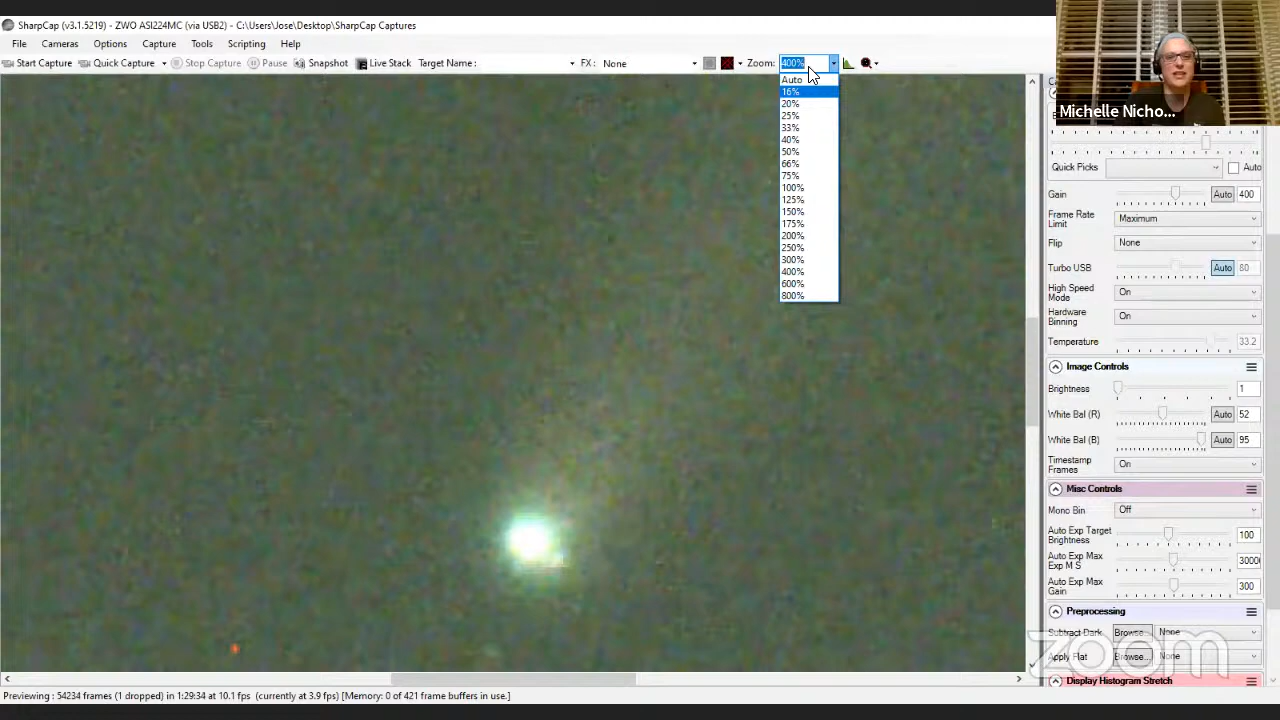 SharpCap (v3.1.5219) - ZWO ASI224MC (via USB2) - C:\Users\Jose\Desktop\SharpCap Captures
File Cameras Options Capture Tools Scripting Help
Start Capture Quick Capture Stop Capture Pause Snapshot Live Stack Target Name: FX: None Zoom: 400%
Auto
16%
20%
25%
33%
40%
50%
66%
75%
100%
125%
150%
175%
200%
250%
300%
400%
600%
800%
Michelle Nicho...
Quick Picks Auto
Gain Auto 400
Frame Rate Limit Maximum
Flip None
Turbo USB Auto 80
High Speed Mode On
Hardware Binning On
Temperature 33.2
Image Controls
Brightness 1
White Bal (R) Auto 52
White Bal (B) Auto 95
Timestamp Frames On
Misc Controls
Mono Bin Off
Auto Exp Target Brightness 100
Auto Exp Max Exp M S 3000
Auto Exp Max Gain 300
Preprocessing
Subtract Dark Browse... None
Apply Flat Browse... None
Display Histogram Stretch
zoom
Previewing : 54234 frames (1 dropped) in 1:29:34 at 10.1 fps (currently at 3.9 fps) [Memory: 0 of 421 frame buffers in use.]